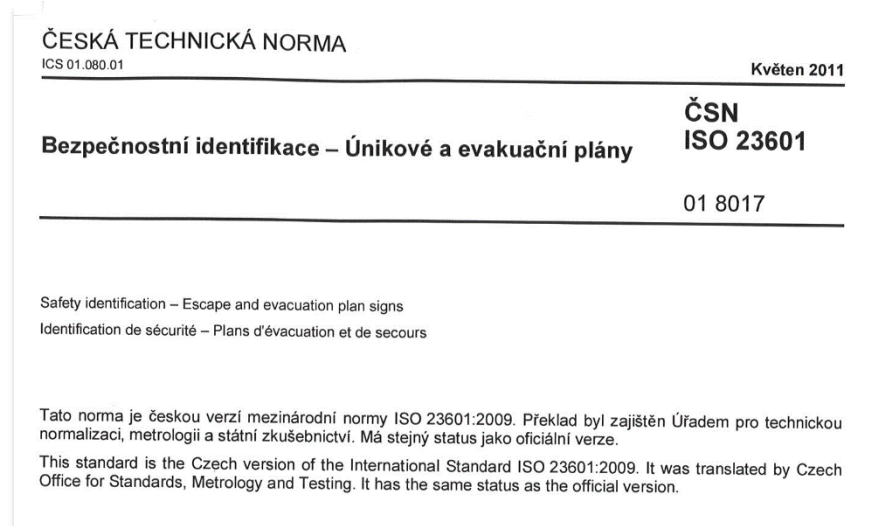 ČESKÁ TECHNICKÁ NORMA
ICS 01.080.01
Květen 2011
Bezpečnostní identifikace – Únikové a evakuační plány
ČSN
ISO 23601
01 8017
Safety identification – Escape and evacuation plan signs
Identification de sécurité – Plans d'évacuation et de secours
Tato norma je českou verzí mezinárodní normy ISO 23601:2009. Překlad byl zajištěn Úřadem pro technickou
normalizaci, metrologii a státní zkušebnictví. Má stejný status jako oficiální verze.
This standard is the Czech version of the International Standard ISO 23601:2009. It was translated by Czech
Office for Standards, Metrology and Testing. It has the same status as the official version.